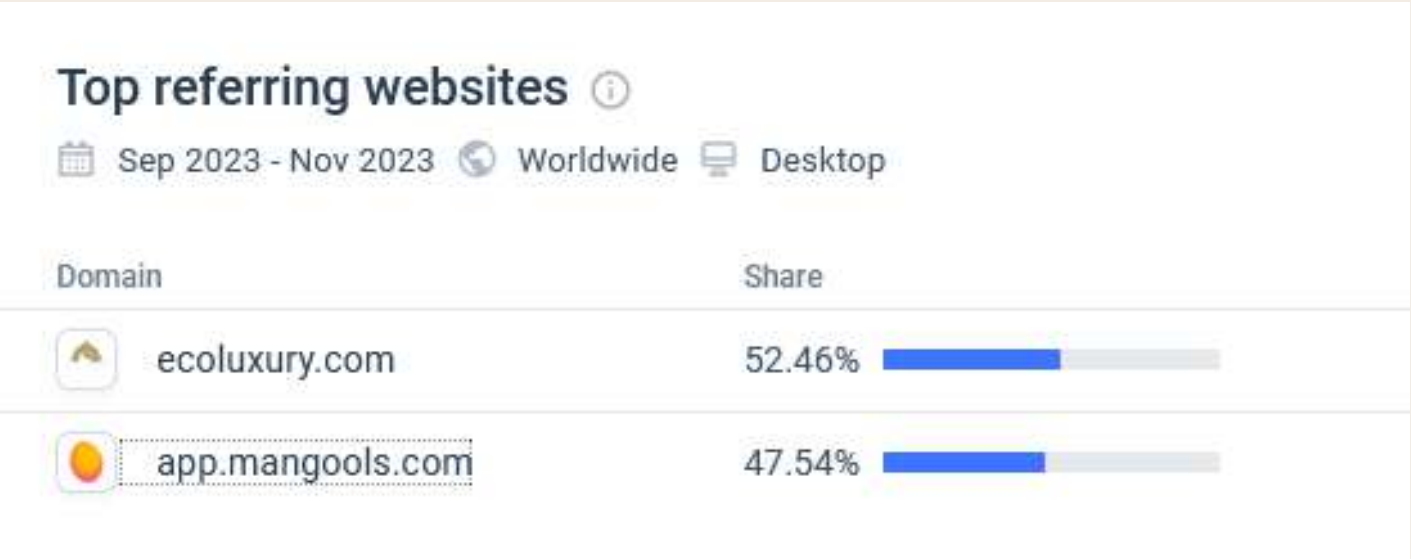 Top referring websites
Sep 2023 - Nov 2023 Worldwide Desktop
Domain Share
ecoluxury.com 52.46%
app.mangools.com 47.54%